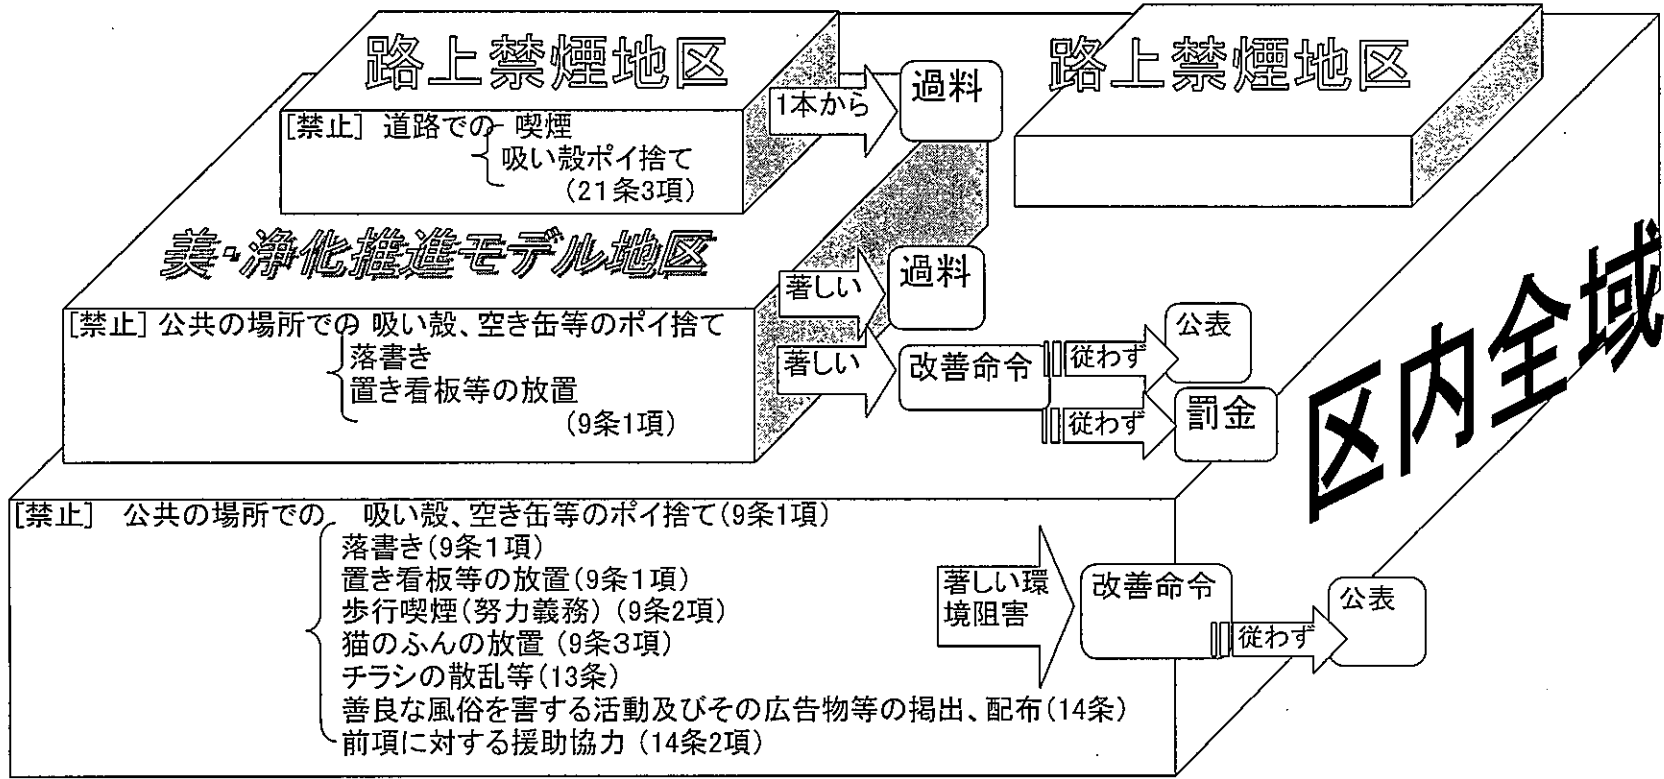 路上禁煙地区
路上禁煙地区
1本から
過料
[禁止] 道路での 喫煙
吸い殻ポイ捨て
(21条3項)
美・浄化推進モデル地区
著しい
過料
[禁止] 公共の場所での 吸い殻、空き缶等のポイ捨て
落書き
置き看板等の放置
(9条1項)
著しい
改善命令
従わず
公表
従わず
罰金
区内全域
[禁止] 公共の場所での 吸い殻、空き缶等のポイ捨て(9条1項)
落書き(9条1項)
置き看板等の放置(9条1項)
歩行喫煙(努力義務) (9条2項)
猫のふんの放置 (9条3項)
チラシの散乱等(13条)
善良な風俗を害する活動及びその広告物等の掲出、配布(14条)
前項に対する援助協力 (14条2項)
著しい環
境阻害
改善命令
従わず
公表